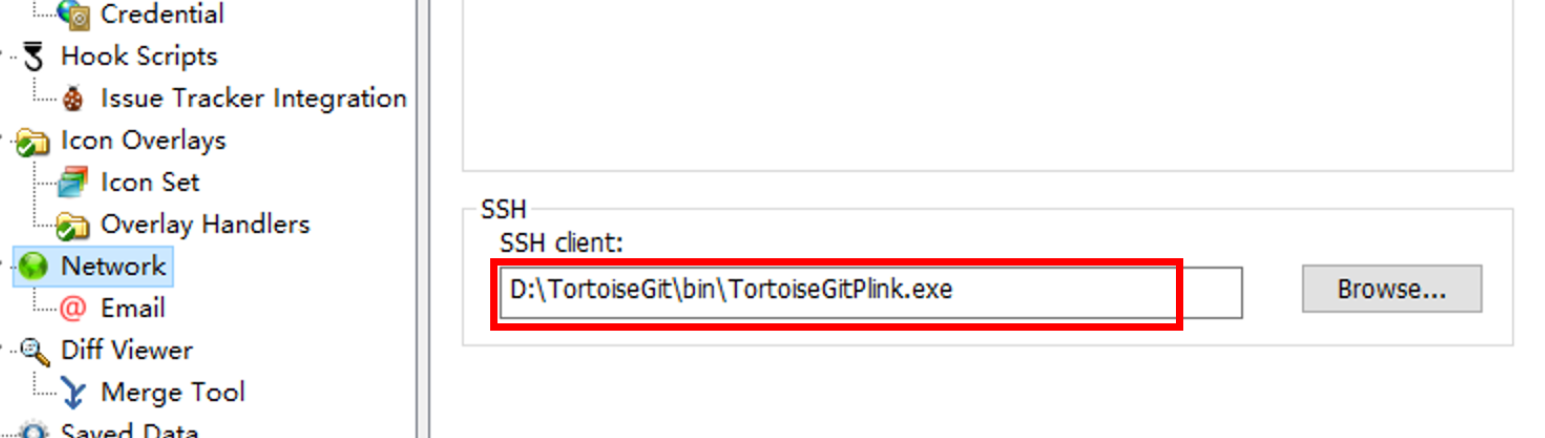 Credential
Hook Scripts
Issue Tracker Integration
Icon Overlays
Icon Set
Overlay Handlers
Network
Email
Diff Viewer
Merge Tool
Saved Data
SSH
SSH client:
D:\TortoiseGit\bin\TortoiseGitPlink.exe
Browse...